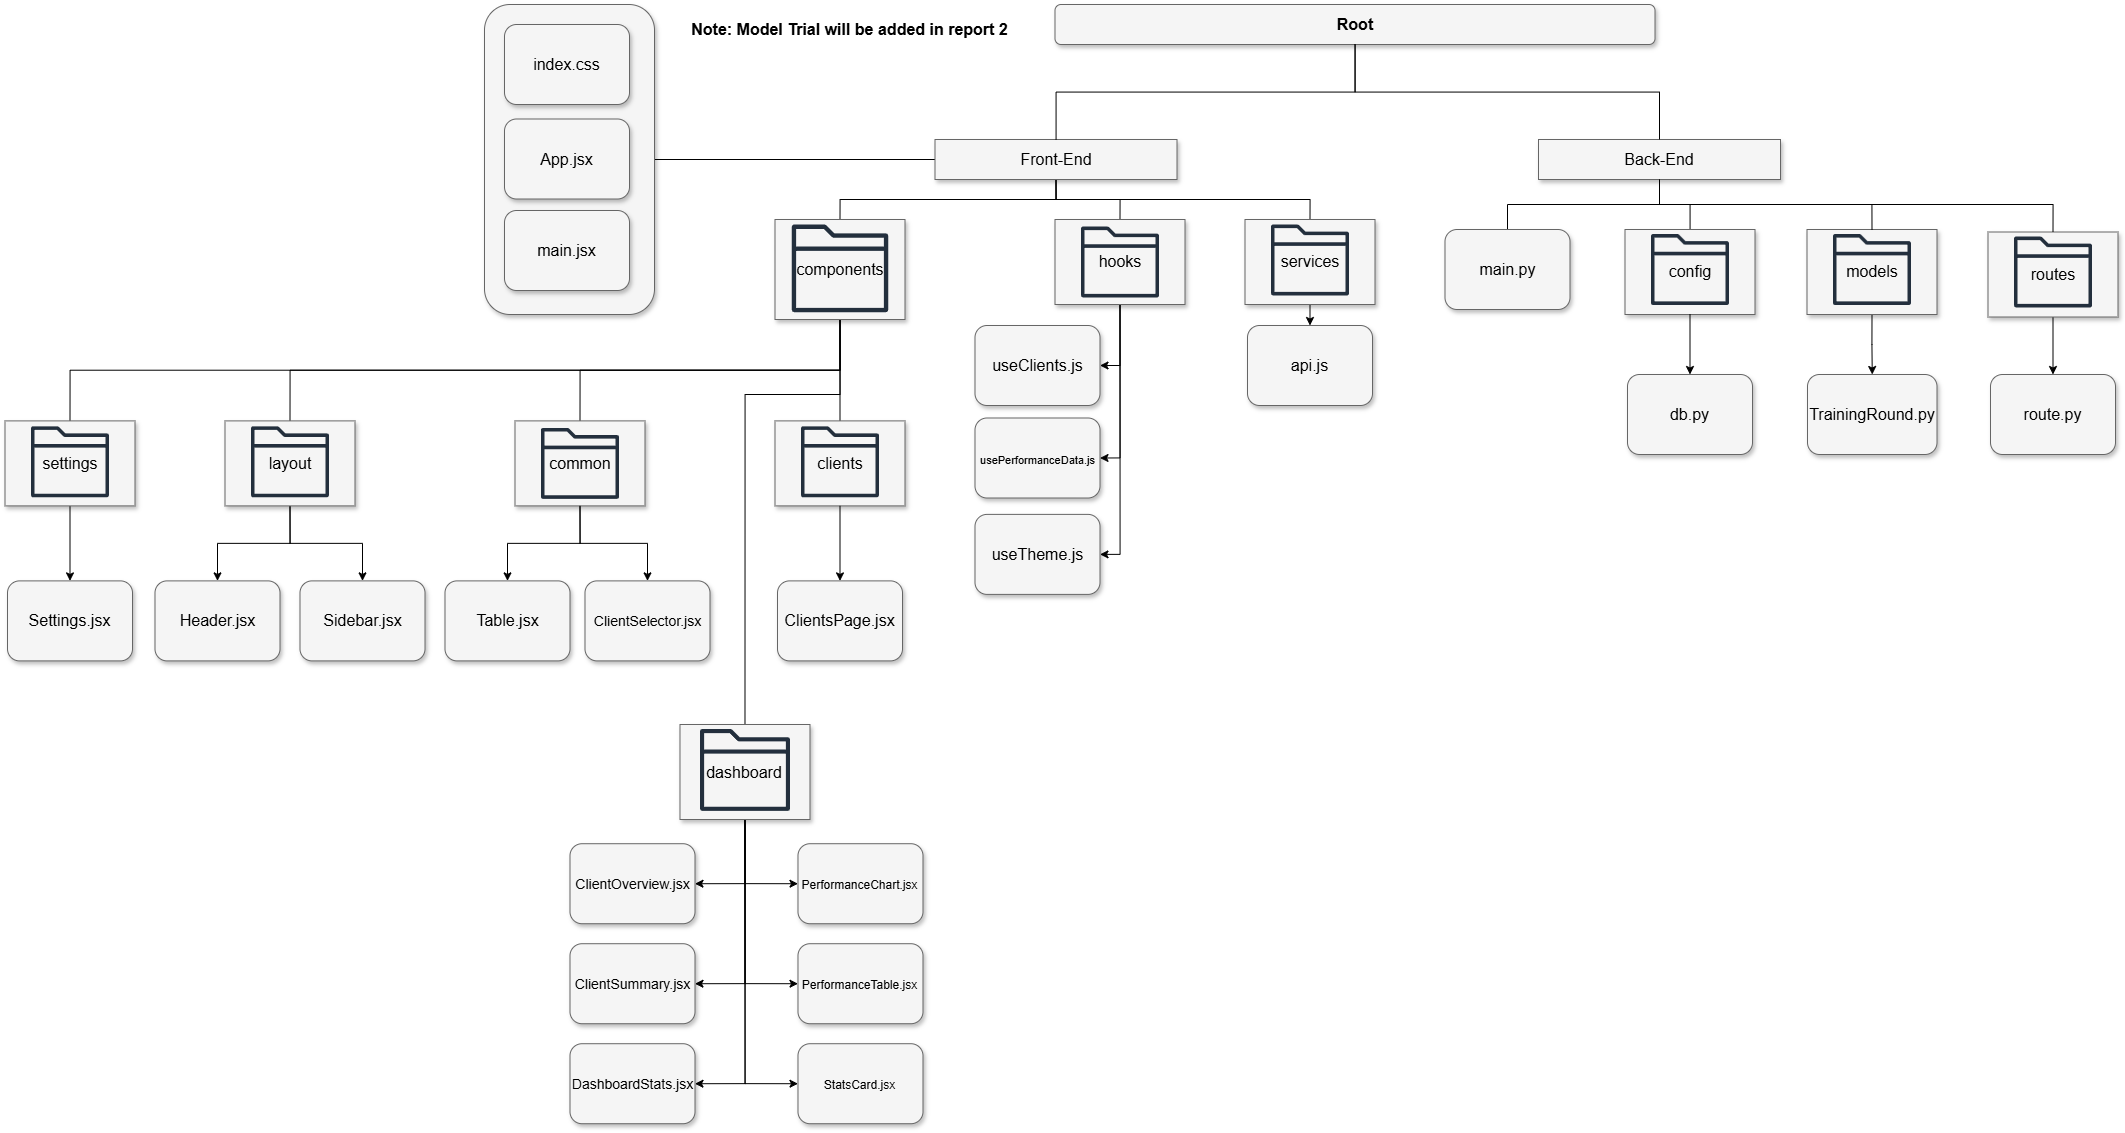 Note: Model Trial will be added in report 2
Root
index.css
App.jsx
main.jsx
Front-End
Back-End
components
hooks
services
main.py
config
models
routes
useClients.js
usePerformanceData.js
useTheme.js
api.js
db.py
TrainingRound.py
route.py
settings
layout
common
clients
Settings.jsx
Header.jsx
Sidebar.jsx
Table.jsx
ClientSelector.jsx
ClientsPage.jsx
dashboard
ClientOverview.jsx
PerformanceChart.jsx
ClientSummary.jsx
PerformanceTable.jsx
DashboardStats.jsx
StatsCard.jsx